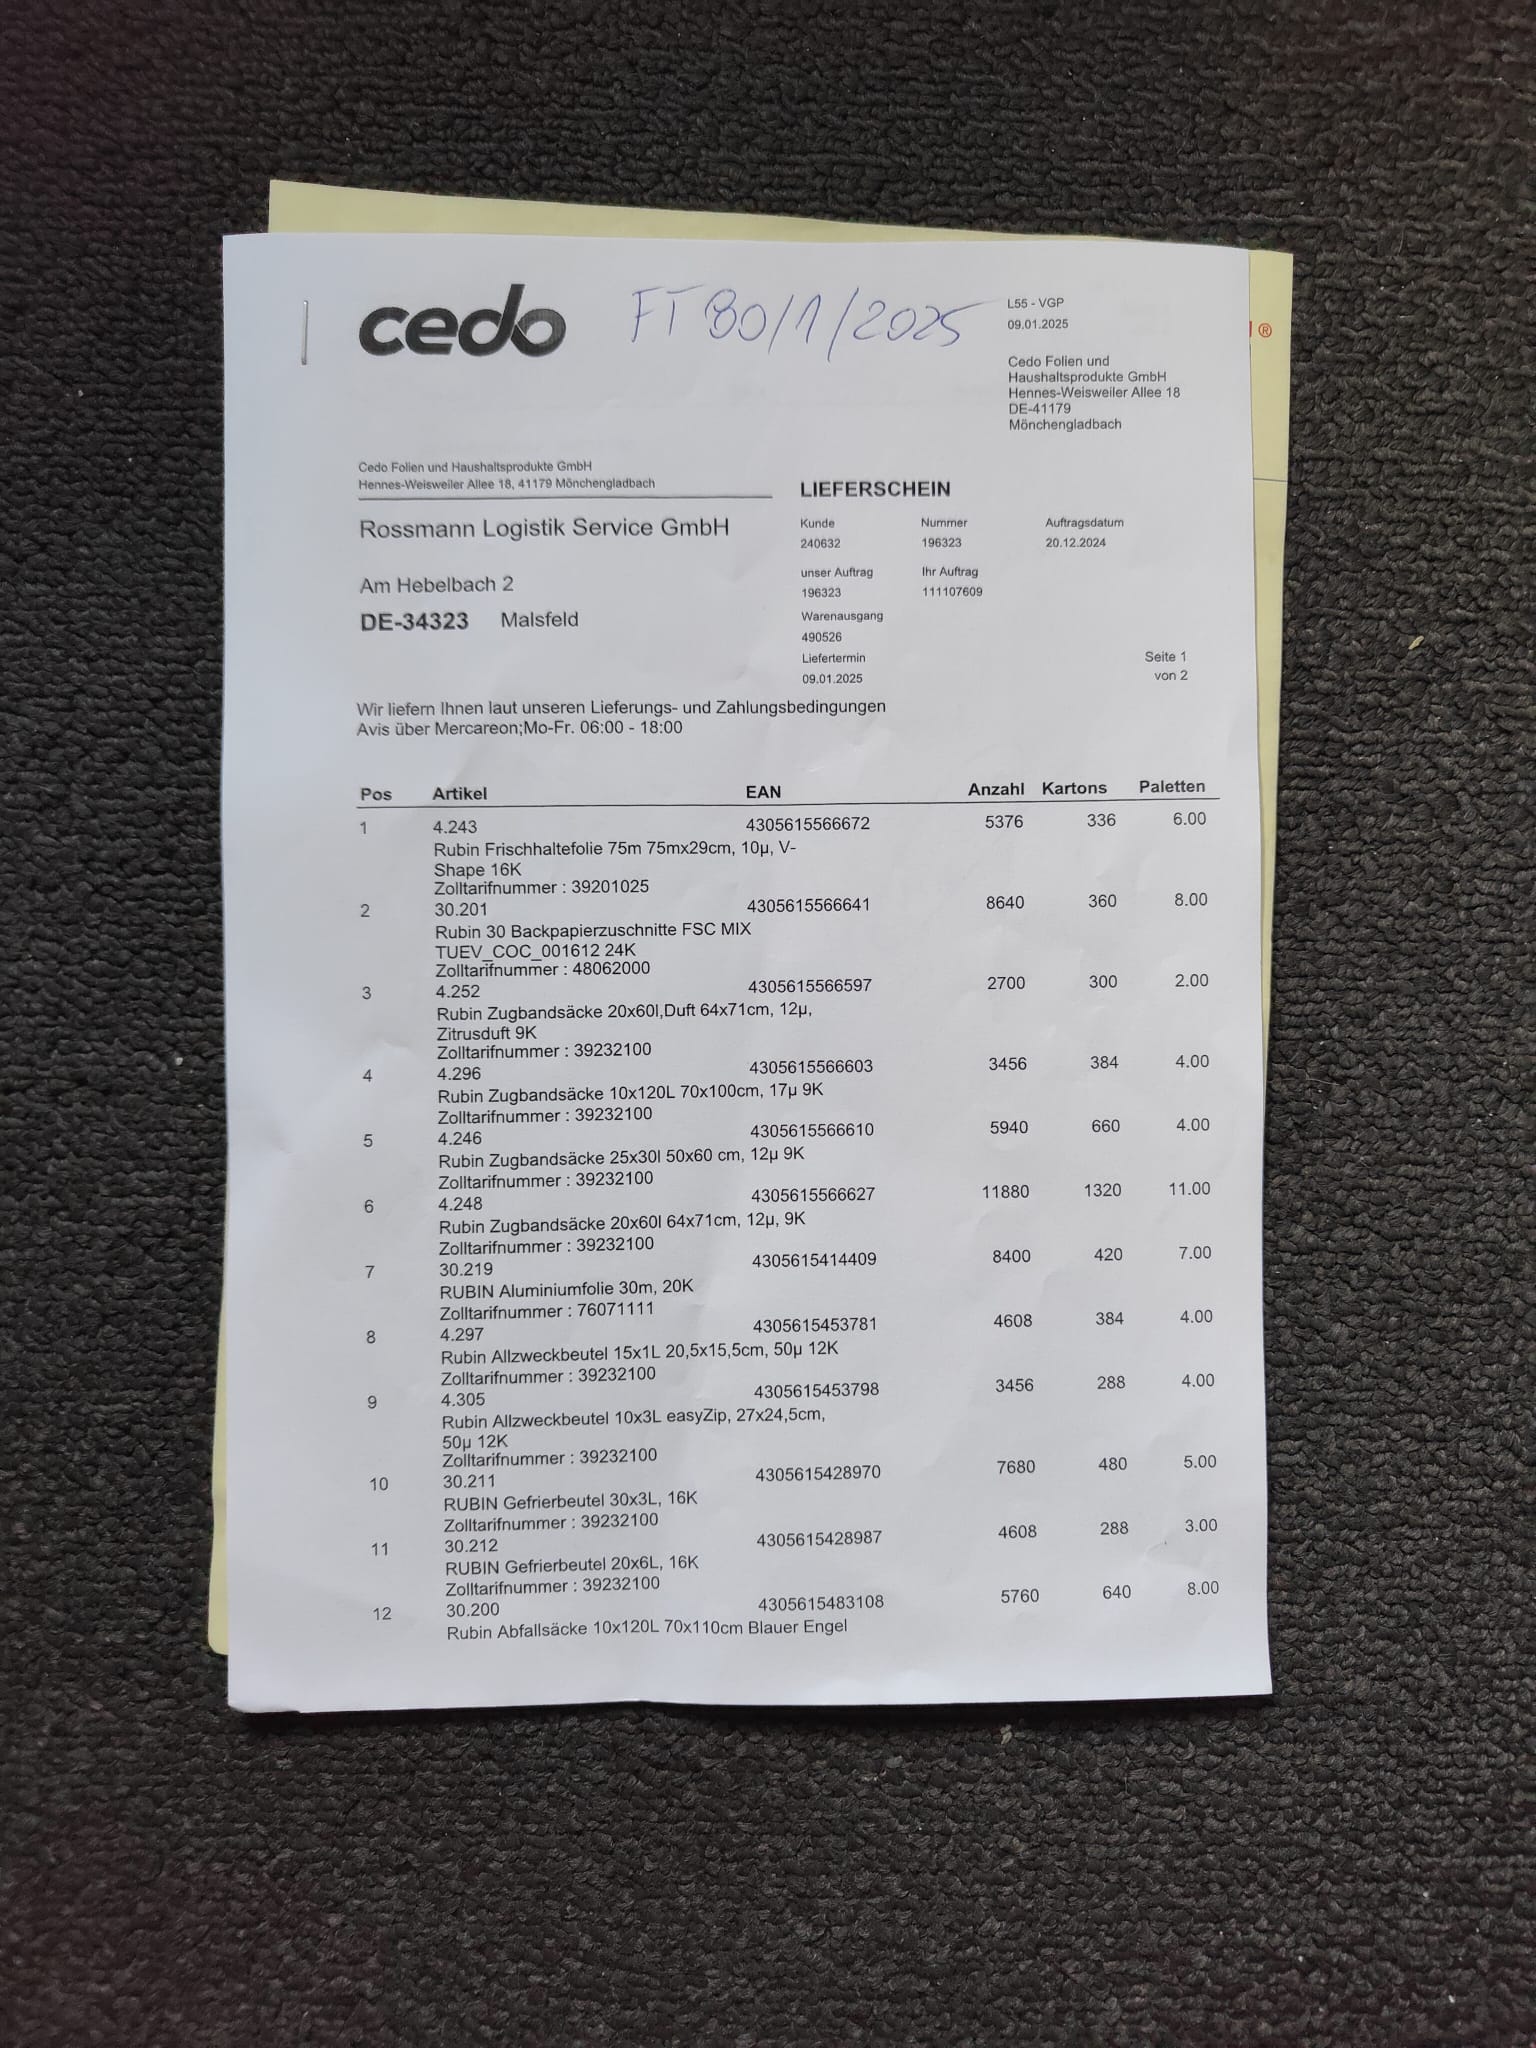 cedo
FT 80/1/2025
L55 - VGP
09.01.2025
®
Cedo Folien und
Haushaltsprodukte GmbH
Hennes-Weisweiler Allee 18
DE-41179
Mönchengladbach
Cedo Folien und Haushaltsprodukte GmbH
Hennes-Weisweiler Allee 18, 41179 Mönchengladbach
LIEFERSCHEIN
Rossmann Logistik Service GmbH
Kunde Nummer Auftragsdatum
240632 196323 20.12.2024
Am Hebelbach 2
unser Auftrag Ihr Auftrag
196323 111107609
DE-34323 Malsfeld
Warenausgang
490526
Liefertermin Seite 1
09.01.2025 von 2
Wir liefern Ihnen laut unseren Lieferungs- und Zahlungsbedingungen
Avis über Mercareon;Mo-Fr. 06:00 - 18:00
Pos Artikel EAN Anzahl Kartons Paletten
1 4.243 4305615566672 5376 336 6.00
Rubin Frischhaltefolie 75m 75mx29cm, 10µ, V-
Shape 16K
Zolltarifnummer : 39201025
2 30.201 4305615566641 8640 360 8.00
Rubin 30 Backpapierzuschnitte FSC MIX
TUEV_COC_001612 24K
Zolltarifnummer : 48062000
3 4.252 4305615566597 2700 300 2.00
Rubin Zugbandsäcke 20x60l,Duft 64x71cm, 12µ,
Zitrusduft 9K
Zolltarifnummer : 39232100
4 4.296 4305615566603 3456 384 4.00
Rubin Zugbandsäcke 10x120L 70x100cm, 17µ 9K
Zolltarifnummer : 39232100
5 4.246 4305615566610 5940 660 4.00
Rubin Zugbandsäcke 25x30l 50x60 cm, 12µ 9K
Zolltarifnummer : 39232100
6 4.248 4305615566627 11880 1320 11.00
Rubin Zugbandsäcke 20x60l 64x71cm, 12µ, 9K
Zolltarifnummer : 39232100
7 30.219 4305615414409 8400 420 7.00
RUBIN Aluminiumfolie 30m, 20K
Zolltarifnummer : 76071111
8 4.297 4305615453781 4608 384 4.00
Rubin Allzweckbeutel 15x1L 20,5x15,5cm, 50µ 12K
Zolltarifnummer : 39232100
9 4.305 4305615453798 3456 288 4.00
Rubin Allzweckbeutel 10x3L easyZip, 27x24,5cm,
50µ 12K
Zolltarifnummer : 39232100
10 30.211 4305615428970 7680 480 5.00
RUBIN Gefrierbeutel 30x3L, 16K
Zolltarifnummer : 39232100
11 30.212 4305615428987 4608 288 3.00
RUBIN Gefrierbeutel 20x6L, 16K
Zolltarifnummer : 39232100
12 30.200 4305615483108 5760 640 8.00
Rubin Abfallsäcke 10x120L 70x110cm Blauer Engel